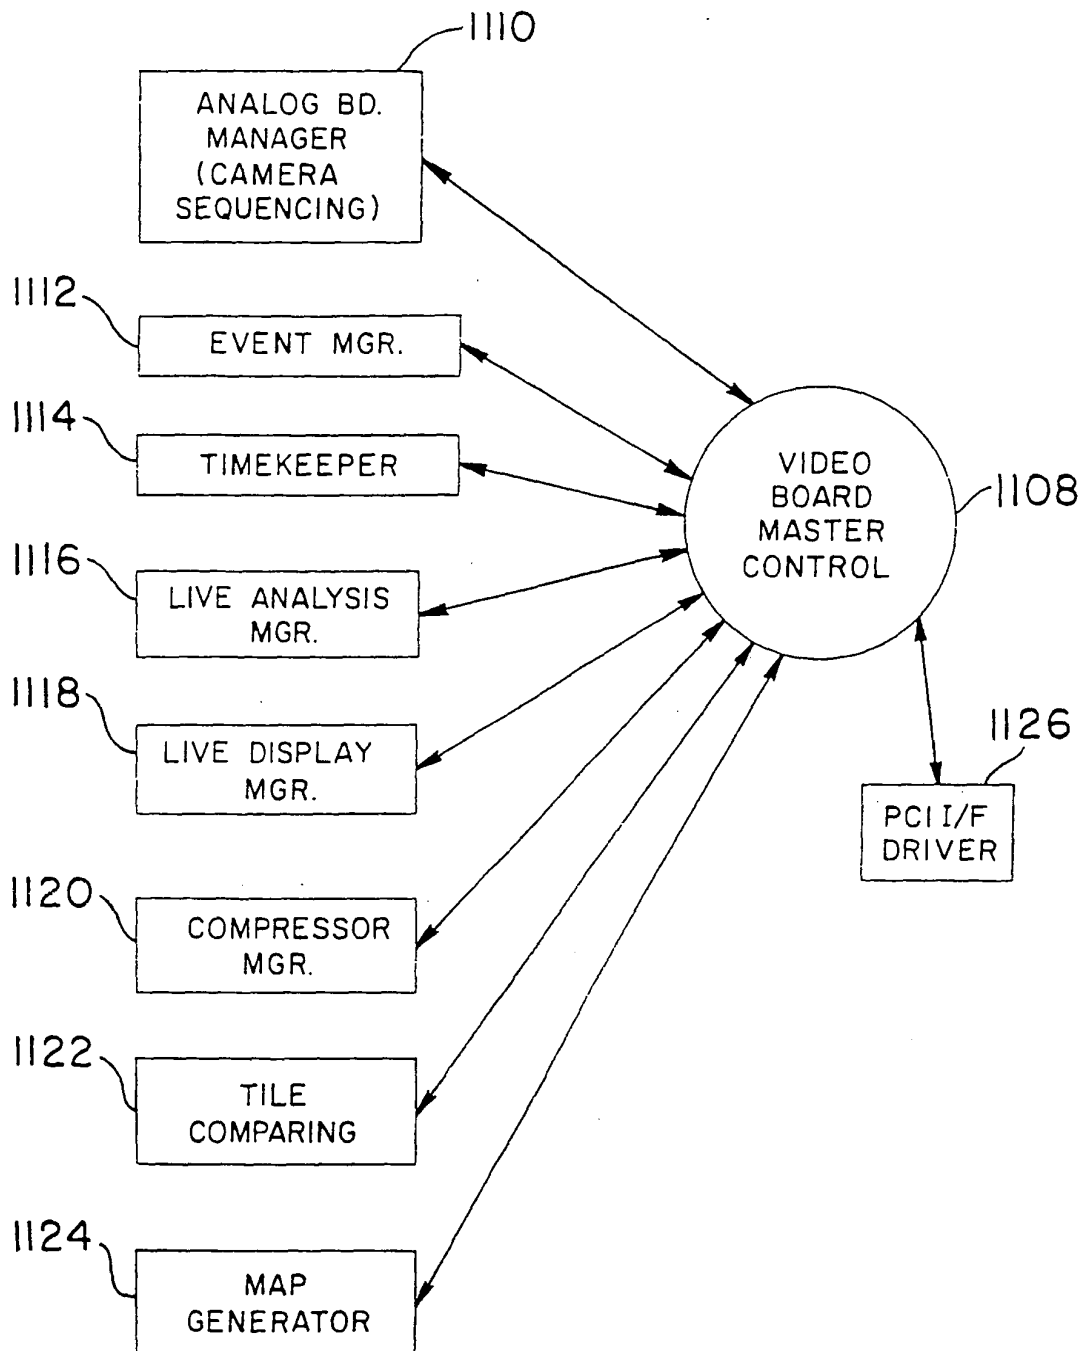 1110
ANALOG BD.
MANAGER
(CAMERA
SEQUENCING)
1112
EVENT MGR.
1114
TIMEKEEPER
VIDEO
BOARD
MASTER
CONTROL
1108
1116
LIVE ANALYSIS
MGR.
1118
LIVE DISPLAY
MGR.
1126
PCI I/F
DRIVER
1120
COMPRESSOR
MGR.
1122
TILE
COMPARING
1124
MAP
GENERATOR